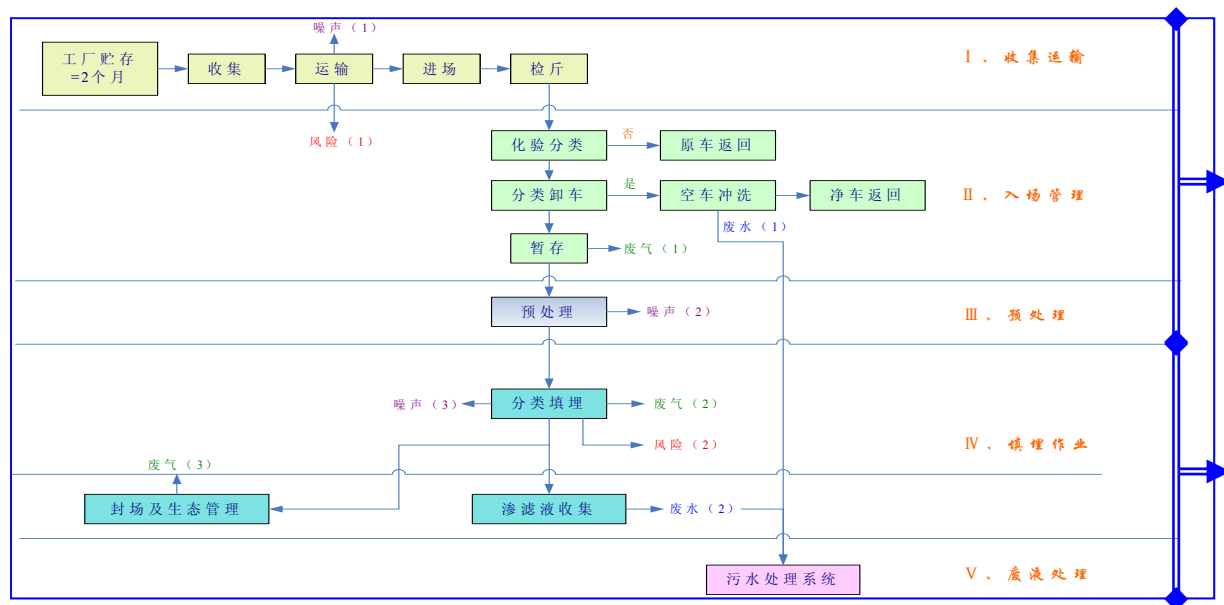 噪声（1）
工厂贮存
=2个月
收集
运输
进场
检斤
Ⅰ、收集运输
风险（1）
化验分类
否
原车返回
分类卸车
是
空车冲洗
净车返回
Ⅱ、入场管理
废水（1）
暂存
废气（1）
预处理
噪声（2）
Ⅲ、预处理
噪声（3）
分类填埋
废气（2）
风险（2）
Ⅳ、填埋作业
废气（3）
封场及生态管理
渗滤液收集
废水（2）
污水处理系统
Ⅴ、废液处理